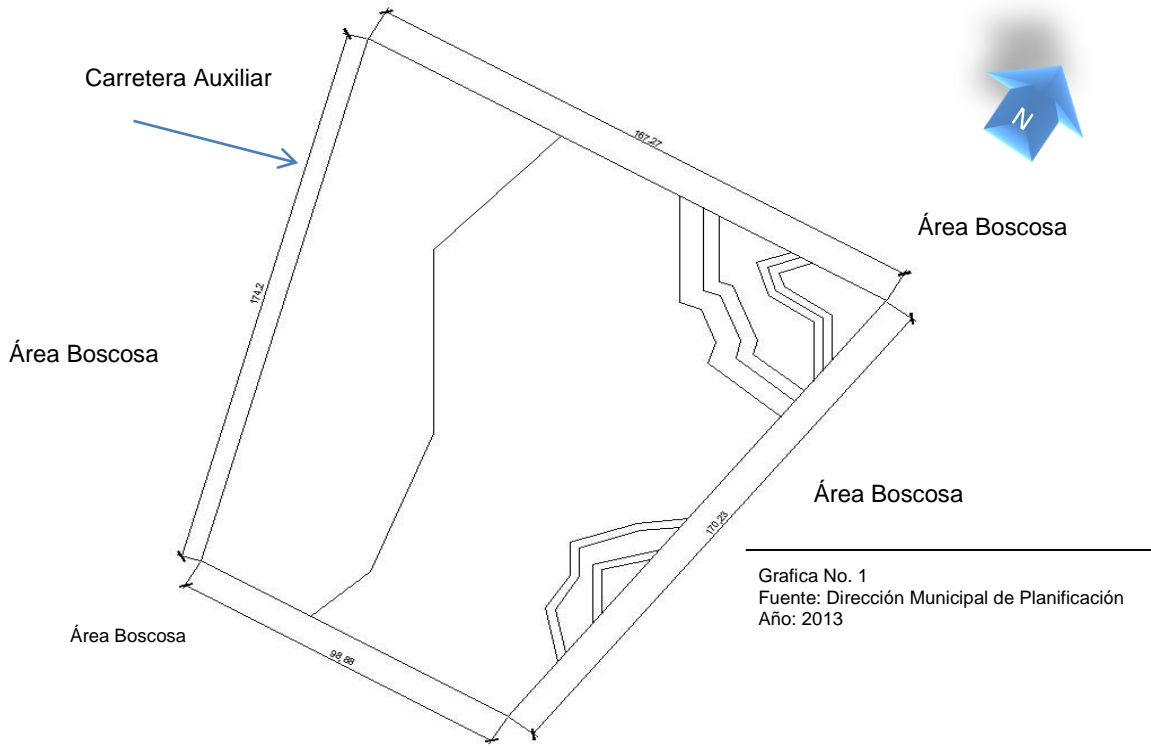 Carretera Auxiliar
N
167,27
Área Boscosa
174,2
Área Boscosa
Área Boscosa
170,23
Grafica No. 1
Fuente: Dirección Municipal de Planificación
Año: 2013
Área Boscosa
98,88